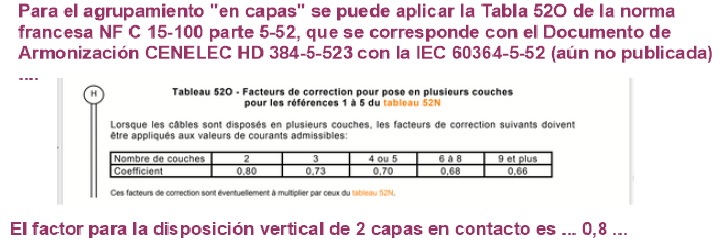 Para el agrupamiento "en capas" se puede aplicar la Tabla 52O de la norma
francesa NF C 15-100 parte 5-52, que se corresponde con el Documento de
Armonización CENELEC HD 384-5-523 con la IEC 60364-5-52 (aún no publicada)
....
H
Tableau 52O - Facteurs de correction pour pose en plusieurs couches
pour les références 1 à 5 du tableau 52N
Lorsque les câbles sont disposés en plusieurs couches, les facteurs de correction suivants doivent
être appliqués aux valeurs de courants admissibles:
Nombre de couches 2 3 4 ou 5 6 à 8 9 et plus
Coefficient 0,80 0,73 0,70 0,68 0,66
Ces facteurs de correction sont éventuellement à multiplier par ceux du tableau 52N.
El factor para la disposición vertical de 2 capas en contacto es ... 0,8 ...